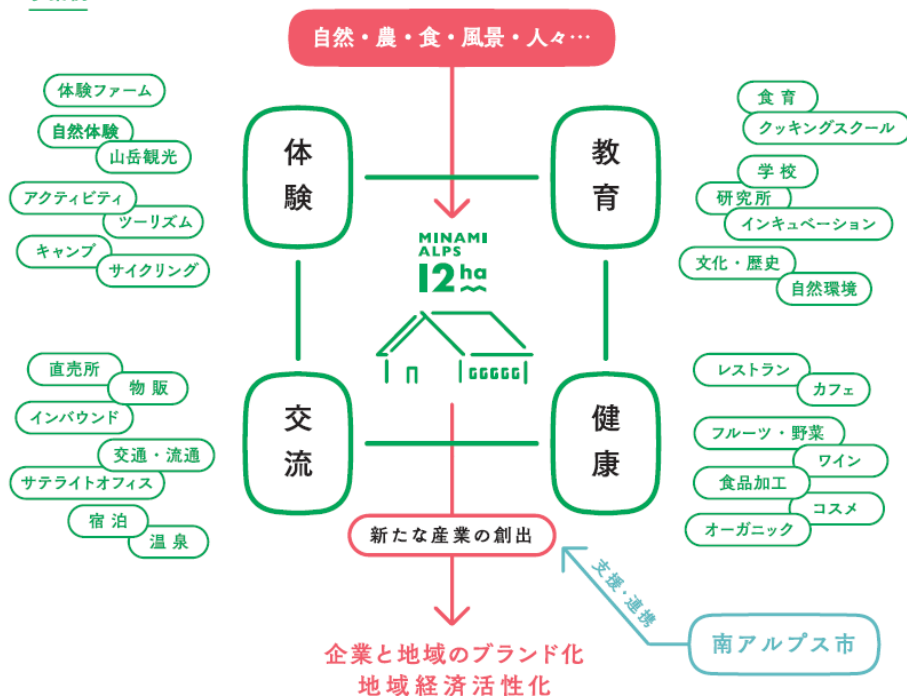 自然・農・食・風景・人々…
体験ファーム
自然体験
山岳観光
アクティビティ
ツーリズム
キャンプ
サイクリング
体験
教育
食育
クッキングスクール
学校
研究所
インキュベーション
文化・歴史
自然環境
MINAMI
ALPS
12ha
直売所
物販
インバウンド
交通・流通
サテライトオフィス
宿泊
温泉
交流
健康
レストラン
カフェ
フルーツ・野菜
ワイン
食品加工
コスメ
オーガニック
新たな産業の創出
支援・連携
南アルプス市
企業と地域のブランド化
地域経済活性化